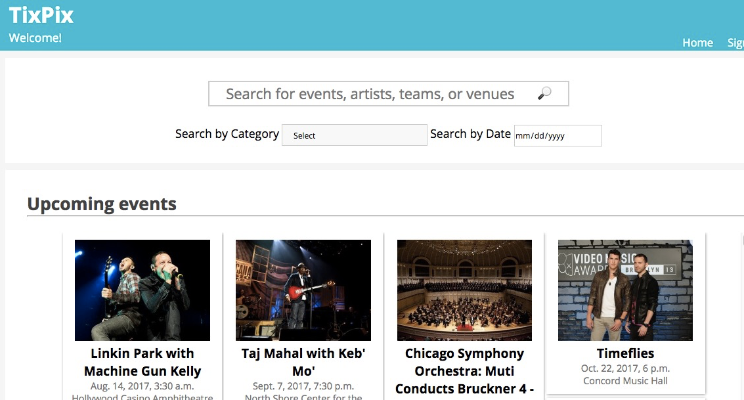 TixPix
Welcome!
Home Sig
Search for events, artists, teams, or venues
Search by Category Select Search by Date mm/dd/yyyy
Upcoming events
VIDEO MUSIC
AWARDS BROOKLYN 13
Linkin Park with
Machine Gun Kelly
Aug. 14, 2017, 3:30 a.m.
Hollywood Casino Amphitheatre
Taj Mahal with Keb'
Mo'
Sept. 7, 2017, 7:30 p.m.
North Shore Center for the
Chicago Symphony
Orchestra: Muti
Conducts Bruckner 4 -
Timeflies
Oct. 22, 2017, 6 p.m.
Concord Music Hall